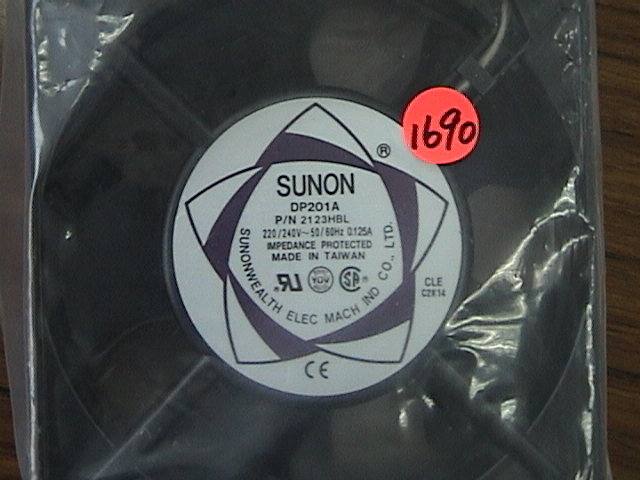 1690
®
SUNON
DP201A
P/N 2123HBL
220/240V~50/60Hz 0.125A
IMPEDANCE PROTECTED
MADE IN TAIWAN
SUNONWEALTH ELEC MACH IND CO., LTD.
CLE
C2K14
CE